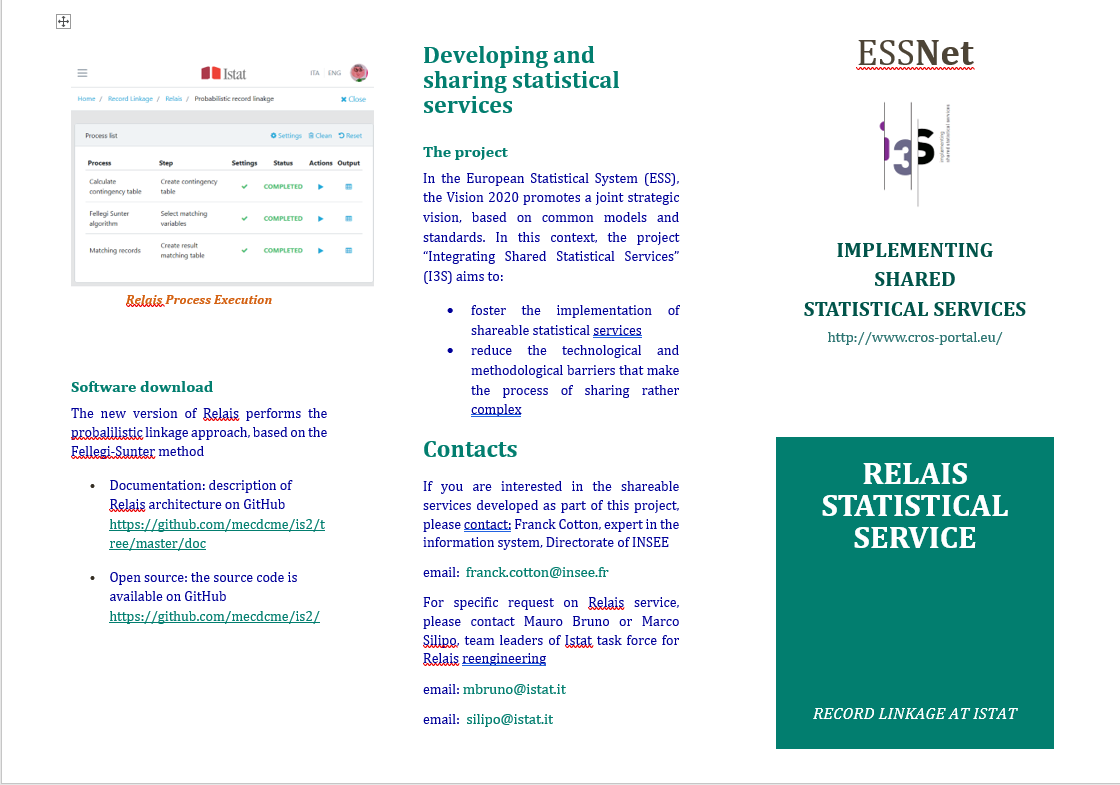 Istat
ITA | ENG
Home / Record Linkage / Relais / Probabilistic record linakge
Close
Process list
Settings Clean Reset
Process Step Settings Status Actions Output
Calculate contingency table
Create contingency table
COMPLETED
Fellegi Sunter algorithm
Select matching variables
COMPLETED
Matching records
Create result matching table
COMPLETED
Relais Process Execution
Software download
The new version of Relais performs the
probalilistic linkage approach, based on the
Fellegi-Sunter method
• Documentation: description of
Relais architecture on GitHub
https://github.com/mecdcme/is2/t
ree/master/doc
• Open source: the source code is
available on GitHub
https://github.com/mecdcme/is2/
Developing and
sharing statistical
services
The project
In the European Statistical System (ESS),
the Vision 2020 promotes a joint strategic
vision, based on common models and
standards. In this context, the project
“Integrating Shared Statistical Services”
(I3S) aims to:
• foster the implementation of
shareable statistical services
• reduce the technological and
methodological barriers that make
the process of sharing rather
complex
Contacts
If you are interested in the shareable
services developed as part of this project,
please contact: Franck Cotton, expert in the
information system, Directorate of INSEE
email: franck.cotton@insee.fr
For specific request on Relais service,
please contact Mauro Bruno or Marco
Silipo, team leaders of Istat task force for
Relais reengineering
email: mbruno@istat.it
email: silipo@istat.it
ESSNet
i3S
implementing
shared statistical services
IMPLEMENTING
SHARED
STATISTICAL SERVICES
http://www.cros-portal.eu/
RELAIS
STATISTICAL
SERVICE
RECORD LINKAGE AT ISTAT